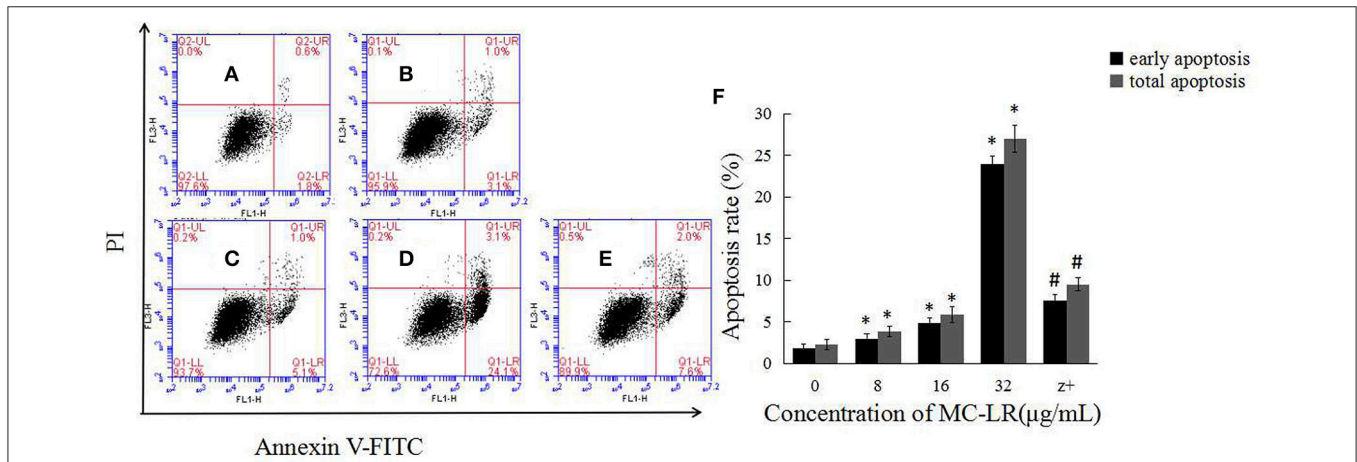 Q2-UL Q2-UR
0.0% 0.6%
A
FL3-H
Q2-LL Q2-LR
97.6% 1.8%
FL1-H
Q1-UL Q1-UR
0.1% 1.0%
B
FL3-H
Q1-LL Q1-LR
95.9% 3.1%
FL1-H
Q1-UL Q1-UR
0.2% 1.0%
C
FL3-H
Q1-LL Q1-LR
93.7% 5.1%
FL1-H
Q1-UL Q1-UR
0.2% 3.1%
D
FL3-H
Q1-LL Q1-LR
72.6% 24.1%
FL1-H
Q1-UL Q1-UR
0.5% 2.0%
E
FL3-H
Q1-LL Q1-LR
89.9% 7.6%
FL1-H
PI
Annexin V-FITC
early apoptosis
total apoptosis
F
30
25
20
15
10
5
0
Apoptosis rate (%)
* *
* *
* *
# #
0 8 16 32 z+
Concentration of MC-LR(µg/mL)